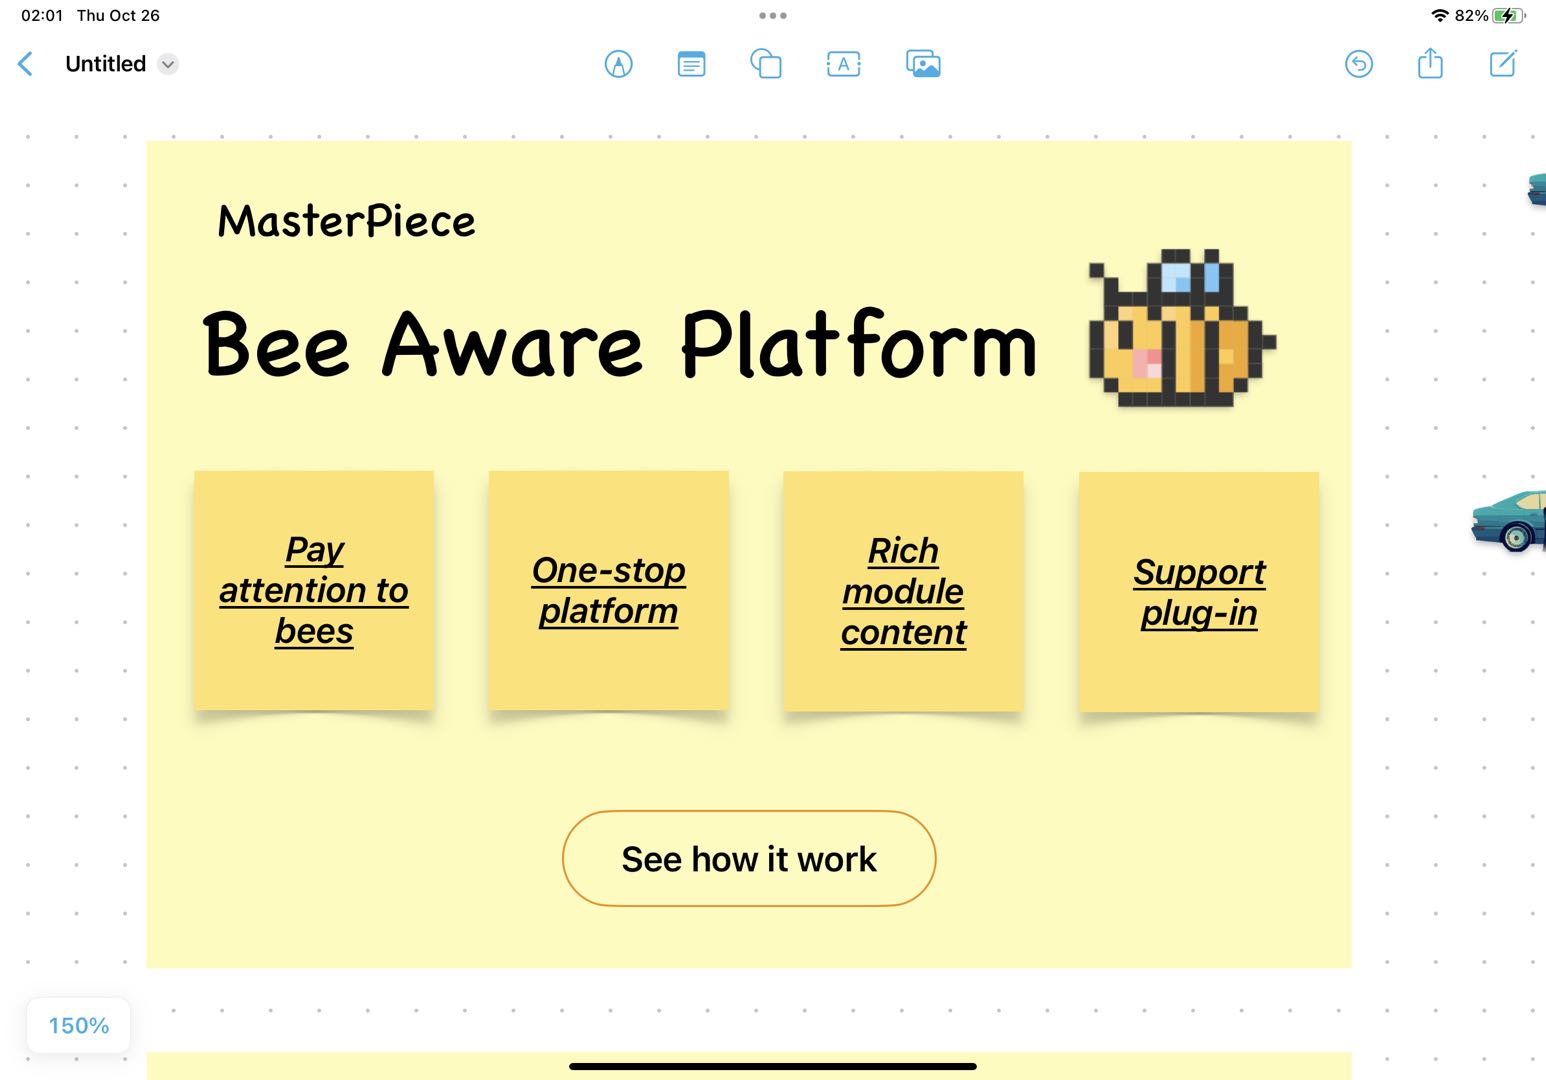 02:01 Thu Oct 26
82%
Untitled
A
MasterPiece
Bee Aware Platform
Pay
attention to
bees
One-stop
platform
Rich
module
content
Support
plug-in
See how it work
150%